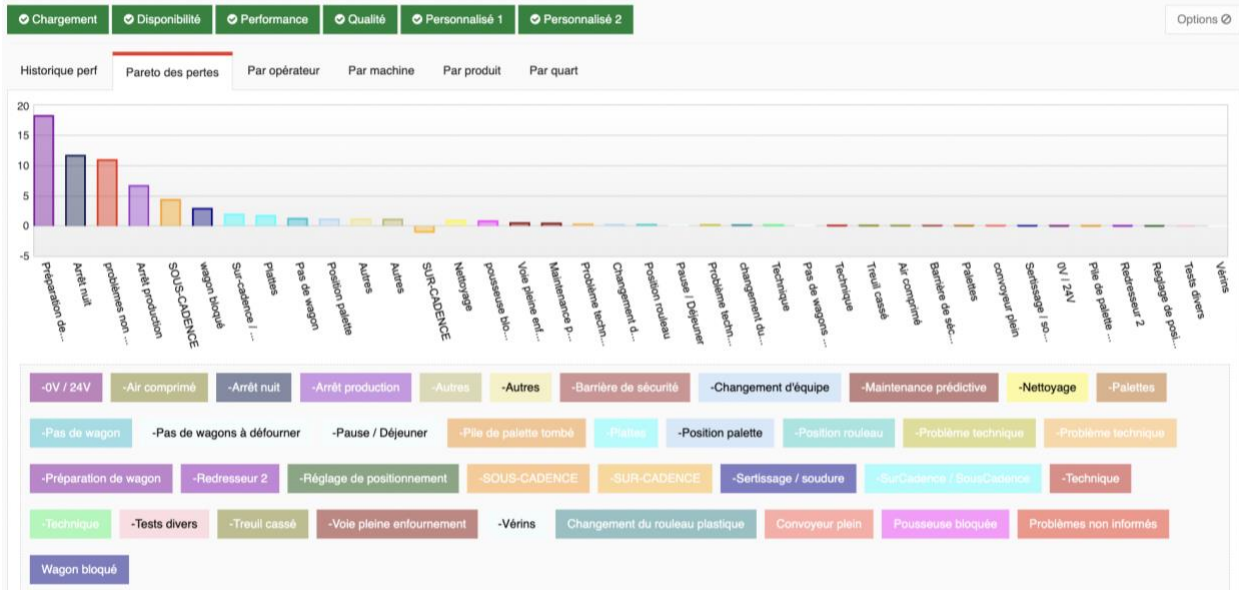 Chargement Disponibilité Performance Qualité Personnalisé 1 Personnalisé 2 Options
Historique perf Pareto des pertes Par opérateur Par machine Par produit Par quart
20
15
10
5
0
-5
Préparation de...
Arrêt nuit
problèmes non ...
Arrêt production
SOUS-CADENCE
wagon bloqué
Sur-cadence / ...
Plattes
Pas de wagon
Position palette
Autres
Autres
SUR-CADENCE
Nettoyage
pousseuse blo...
Voie pleine enf...
Maintenance p...
Problème techn...
Changement d...
Position rouleau
Pause / Déjeuner
Problème techn...
changement du...
Technique
Pas de wagons ...
Technique
Treuil cassé
Air comprimé
Barrière de séc...
Palettes
convoyeur plein
Sertissage / so...
0V / 24V
Pile de palette ...
Redresseur 2
Réglage de posi...
Tests divers
Vérins
-0V / 24V -Air comprimé -Arrêt nuit -Arrêt production -Autres -Autres -Barrière de sécurité -Changement d'équipe -Maintenance prédictive -Nettoyage -Palettes
-Pas de wagon -Pas de wagons à défourner -Pause / Déjeuner -Pile de palette tombé -Plattes -Position palette -Position rouleau -Problème technique -Problème technique
-Préparation de wagon -Redresseur 2 -Réglage de positionnement -SOUS-CADENCE -SUR-CADENCE -Sertissage / soudure -SurCadence / SousCadence -Technique
-Technique -Tests divers -Treuil cassé -Voie pleine enfournement -Vérins Changement du rouleau plastique Convoyeur plein Pousseuse bloquée Problèmes non informés
Wagon bloqué